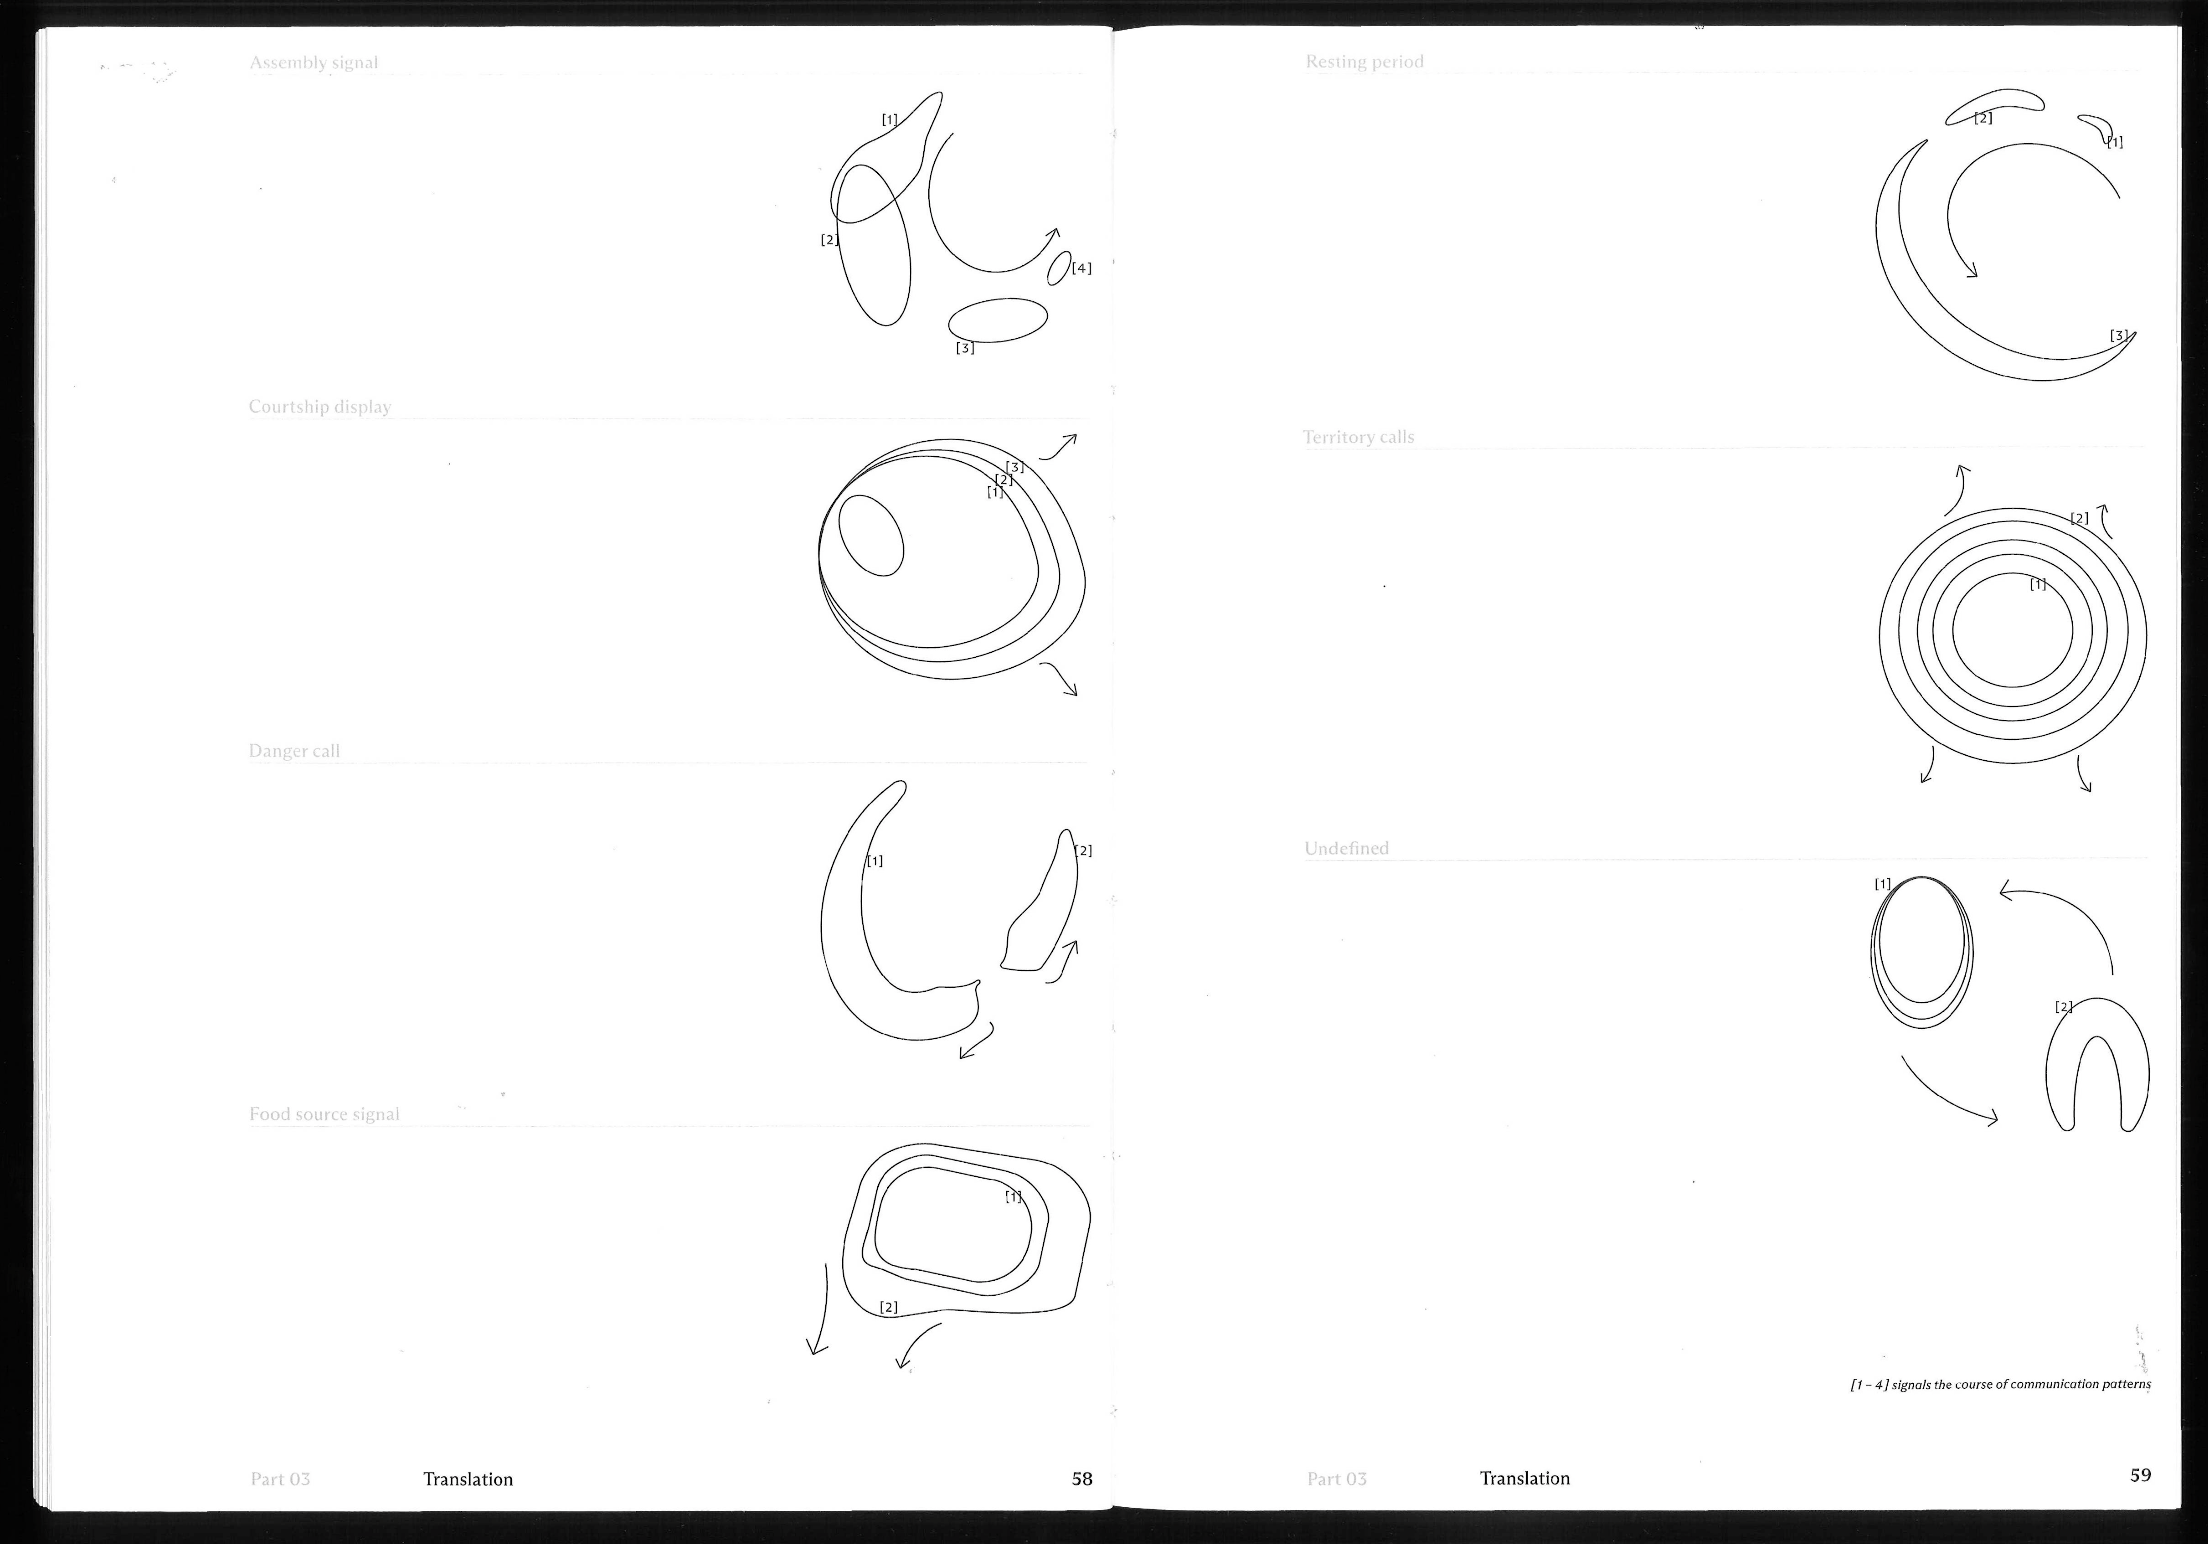 Assembly signal
[1]
[2]
[4]
[3]
Courtship display
[3]
[2]
[1]
Danger call
[1]
[2]
Food source signal
[1]
[2]
Part 03 Translation 58
Resting period
[2]
[1]
[3]
Territory calls
[2]
[1]
Undefined
[1]
[2]
[1 – 4] signals the course of communication patterns
Part 03 Translation 59